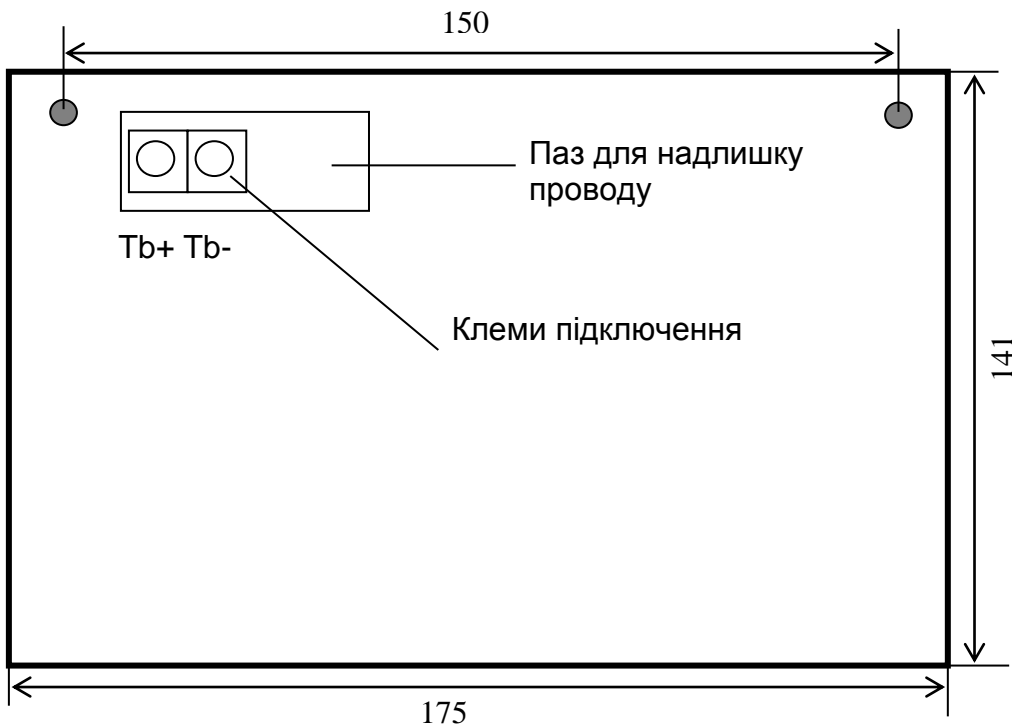 150
Паз для надлишку
проводу
Tb+ Tb-
Клеми підключення
141
175